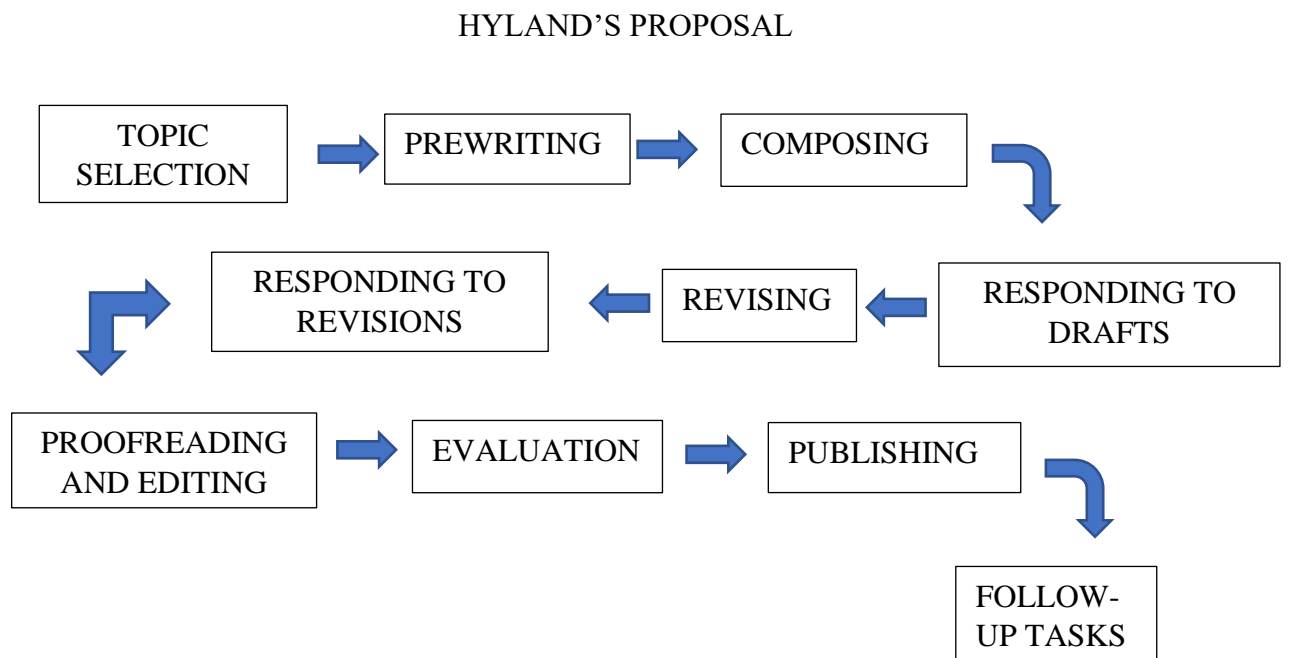 HYLAND'S PROPOSAL
TOPIC
SELECTION
PREWRITING
COMPOSING
RESPONDING TO
DRAFTS
REVISING
RESPONDING TO
REVISIONS
PROOFREADING
AND EDITING
EVALUATION
PUBLISHING
FOLLOW-
UP TASKS